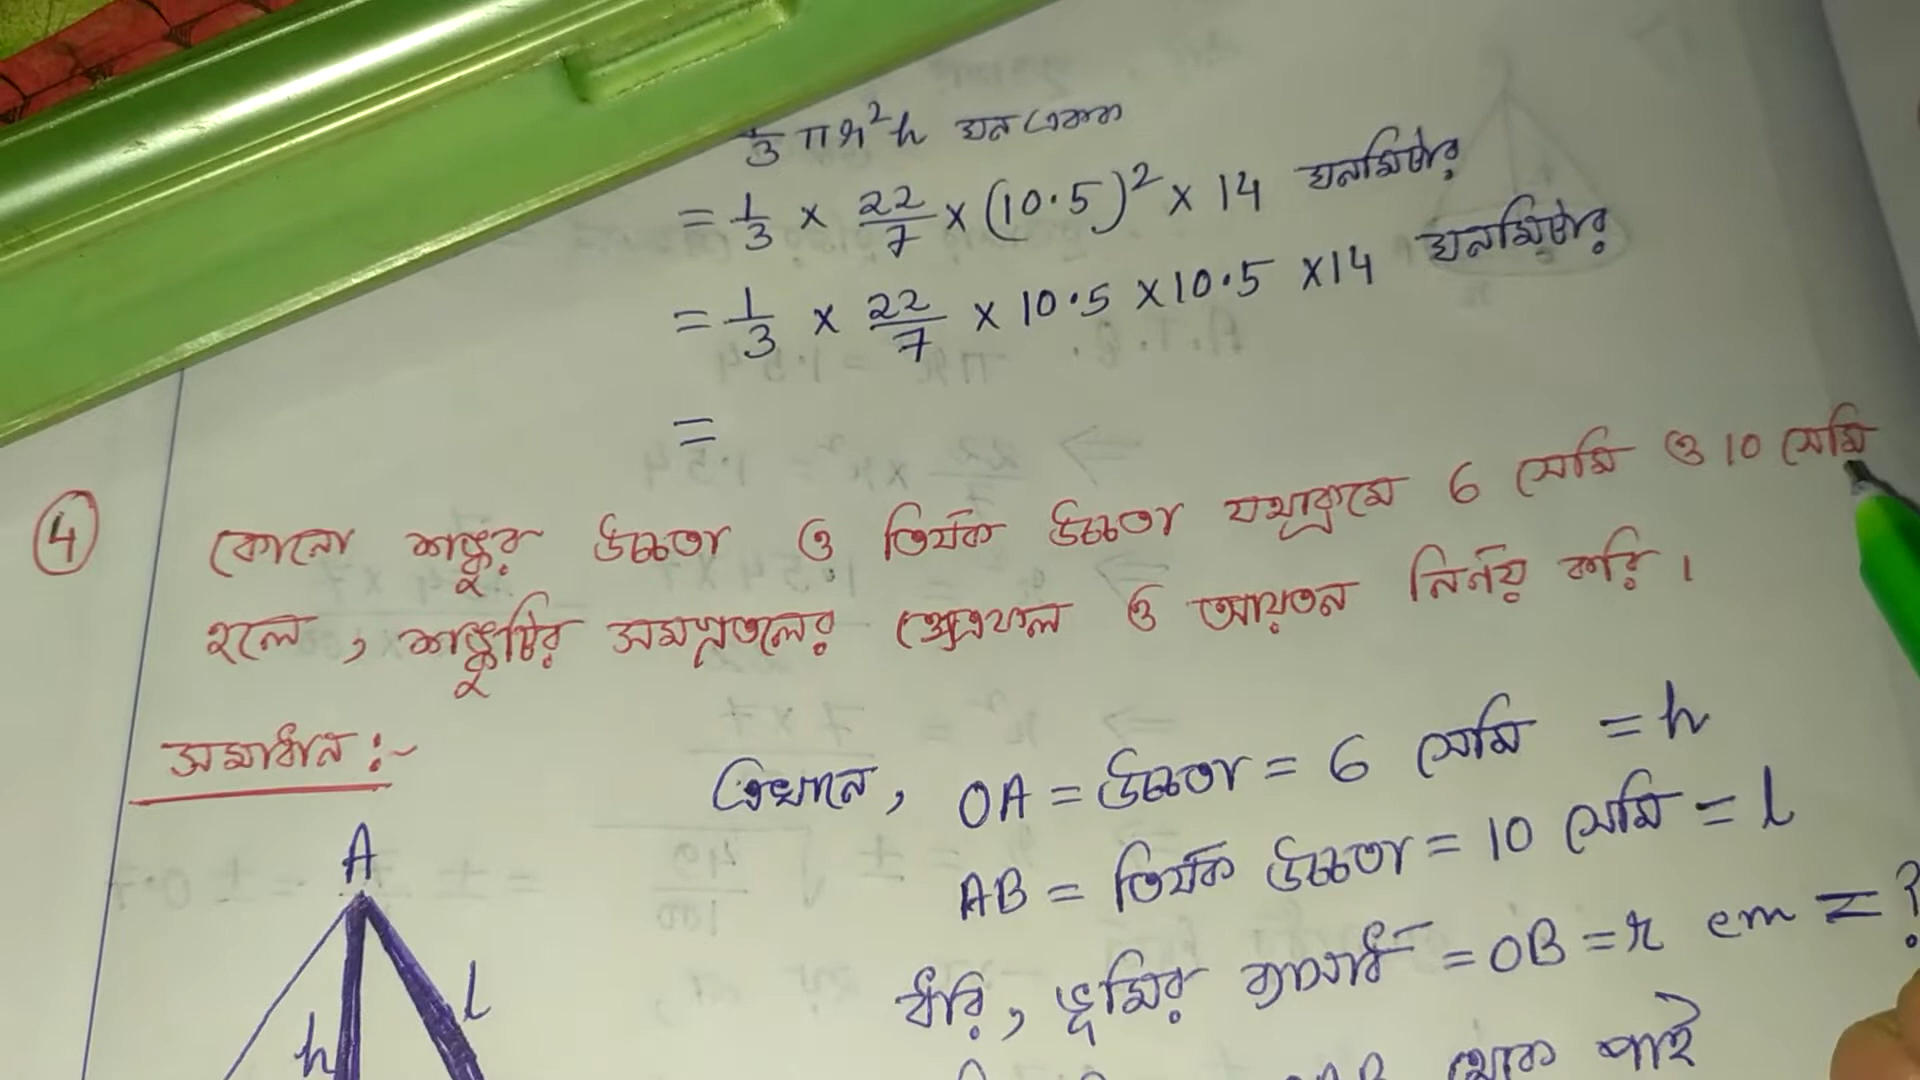 1/3 πr²h ঘন একক
= 1/3 × 22/7 × (10.5)² × 14 ঘনমিটার
= 1/3 × 22/7 × 10.5 × 10.5 × 14 ঘনমিটার
=
4 কোনো শঙ্কুর উচ্চতা ও তির্যক উচ্চতা যথাক্রমে 6 সেমি ও 10 সেমি
হলে, শঙ্কুটির সমগ্রতলের ক্ষেত্রফল ও আয়তন নির্ণয় করি।
সমাধান :-
এখানে, OA = উচ্চতা = 6 সেমি = h
AB = তির্যক উচ্চতা = 10 সেমি = l
ধরি, ভূমির ব্যাসার্ধ = OB = r cm = ?
থেকে পাই
A
h
l